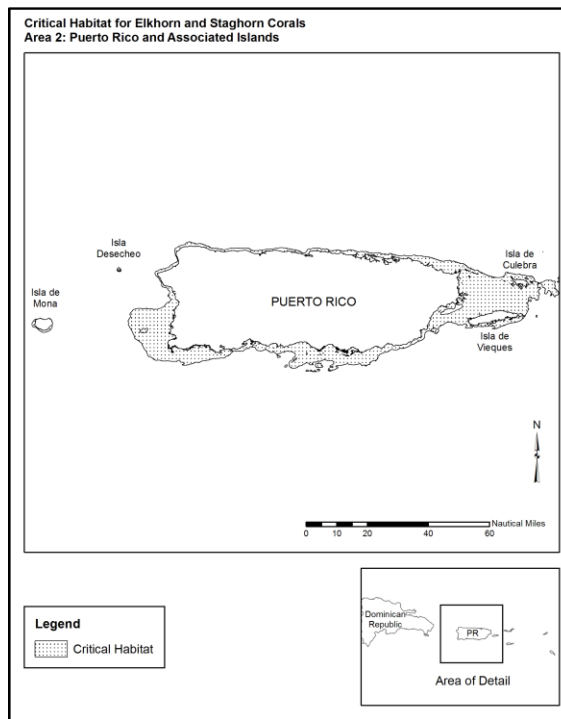 Critical Habitat for Elkhorn and Staghorn Corals
Area 2: Puerto Rico and Associated Islands
Isla
Desecheo
Isla de
Mona
PUERTO RICO
Isla de
Culebra
Isla de
Vieques
N
Nautical Miles
0 5 10 20 40 60
Legend
Critical Habitat
Dominican
Republic
PR
Area of Detail